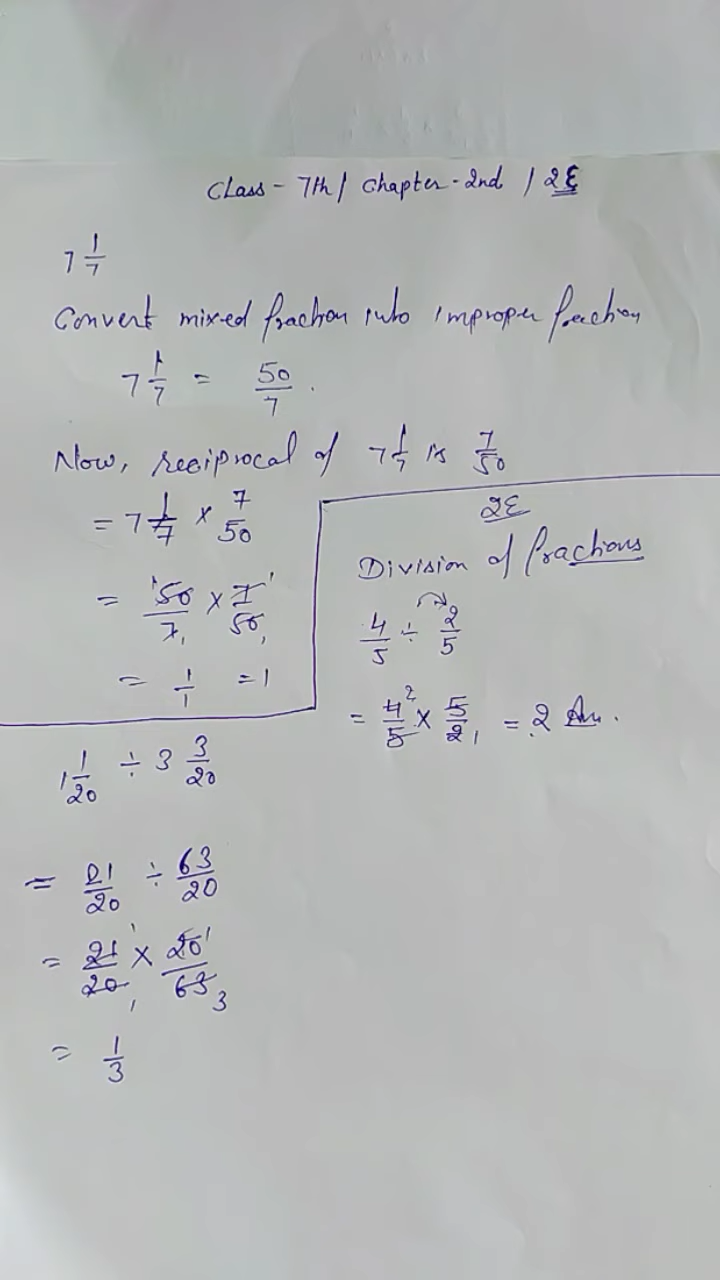 Class - 7th / Chapter - 2nd / 2E
7 1/7
Convert mixed fraction into improper fraction
7 1/7 = 50/7.
Now, reciprocal of 7 1/7 is 7/50
= 7 1/7 × 7/50
= 50/7 × 7/50
= 1/1 = 1
2E
Division of fractions
4/5 ÷ 2/5
= 4/5 × 5/2 = 2 Ans.
1 1/20 ÷ 3 3/20
= 21/20 ÷ 63/20
= 21/20 × 20/63
= 1/3